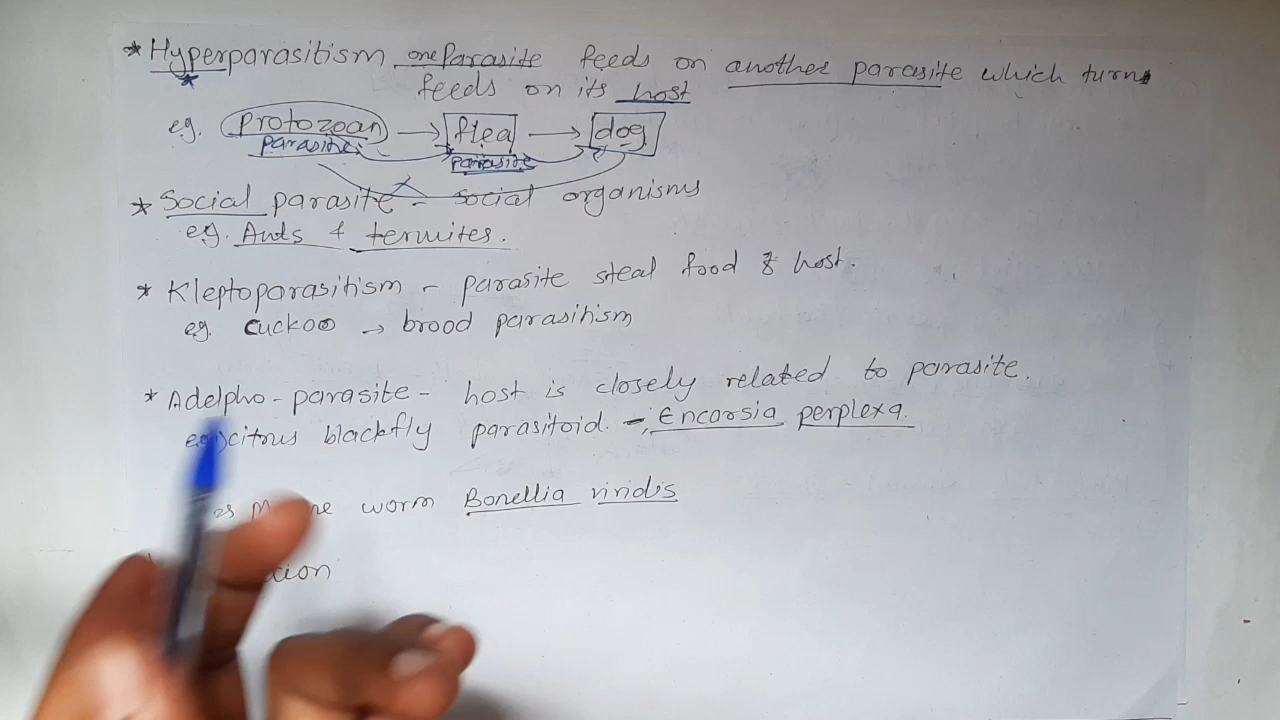 * Hyperparasitism one Parasite feeds on another parasite which turns
feeds on its host
eg. Protozoan → flea → dog
parasite parasite
* Social parasite - social organisms
eg. Ants & termites.
* Kleptoparasitism - parasite steal food & host.
eg. cuckoo → brood parasitism
* Adelpho-parasite - host is closely related to parasite.
citrus blackfly parasitoid - Encarsia perplexa.
worm Bonellia viridis